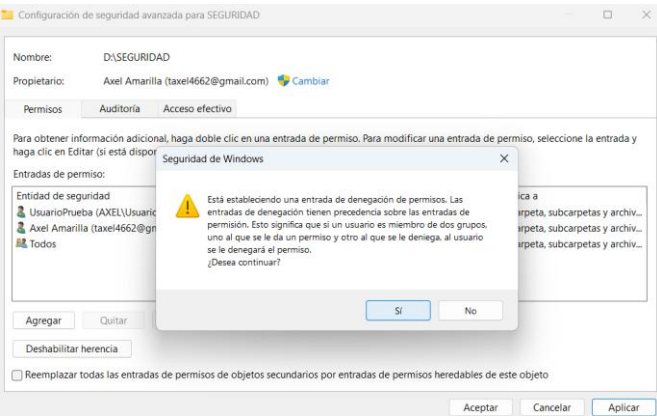 Configuración de seguridad avanzada para SEGURIDAD
Nombre: D:\SEGURIDAD
Propietario: Axel Amarilla (taxel4662@gmail.com) Cambiar
Permisos Auditoría Acceso efectivo
Para obtener información adicional, haga doble clic en una entrada de permiso. Para modificar una entrada de permiso, seleccione la entrada y
haga clic en Editar (si está
Entradas de permiso:
Entidad de seguridad
UsuarioPrueba (AXEL\Usuaric
Axel Amarilla (taxel4662@gm
Todos
ica a
arpeta, subcarpetas y archiv...
arpeta, subcarpetas y archiv...
arpeta, subcarpetas y archiv...
Seguridad de Windows
Está estableciendo una entrada de denegación de permisos. Las
entradas de denegación tienen precedencia sobre las entradas de
permisión. Esto significa que si un usuario es miembro de dos grupos,
uno al que se le da un permiso y otro al que se le deniega, al usuario
se le denegará el permiso.
¿Desea continuar?
Sí No
Agregar Quitar
Deshabilitar herencia
Reemplazar todas las entradas de permisos de objetos secundarios por entradas de permisos heredables de este objeto
Aceptar Cancelar Aplicar